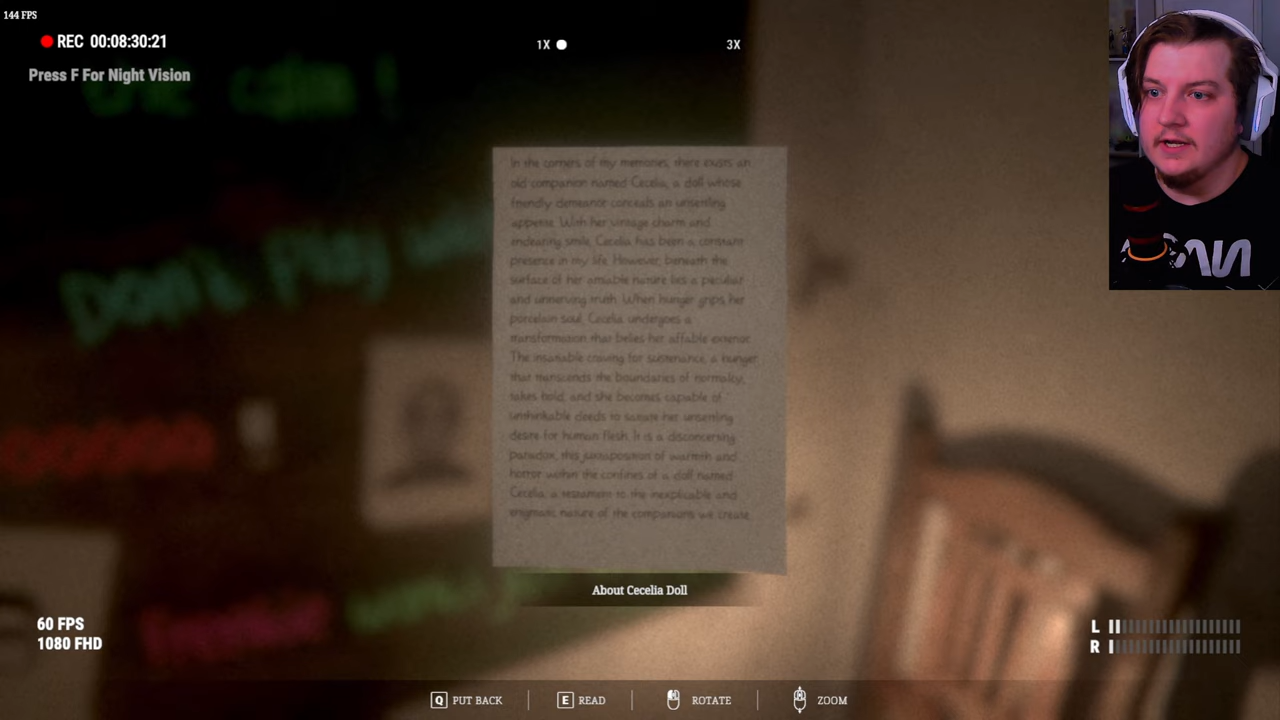 144 FPS
REC 00:08:30:21
1X
3X
Press F For Night Vision
calm !
Don't Play
In the corners of my memories, there exists an
old companion named Cecelia, a doll whose
friendly demeanor conceals an unsettling
appetite. With her vintage charm and
endearing smile, Cecelia has been a constant
presence in my life. However, beneath the
surface of her amiable nature lies a peculiar
and unnerving truth. When hunger grips her
porcelain soul, Cecelia undergoes a
transformation that belies her affable exterior.
The insatiable craving for sustenance, a hunger
that transcends the boundaries of normalcy,
takes hold, and she becomes capable of
unthinkable deeds to satiate her unsettling
desire for human flesh. It is a disconcerting
paradox, this juxtaposition of warmth and
horror within the confines of a doll named
Cecelia, a testament to the inexplicable and
enigmatic nature of the companions we create.
About Cecelia Doll
60 FPS
1080 FHD
L
R
Q PUT BACK
E READ
ROTATE
ZOOM